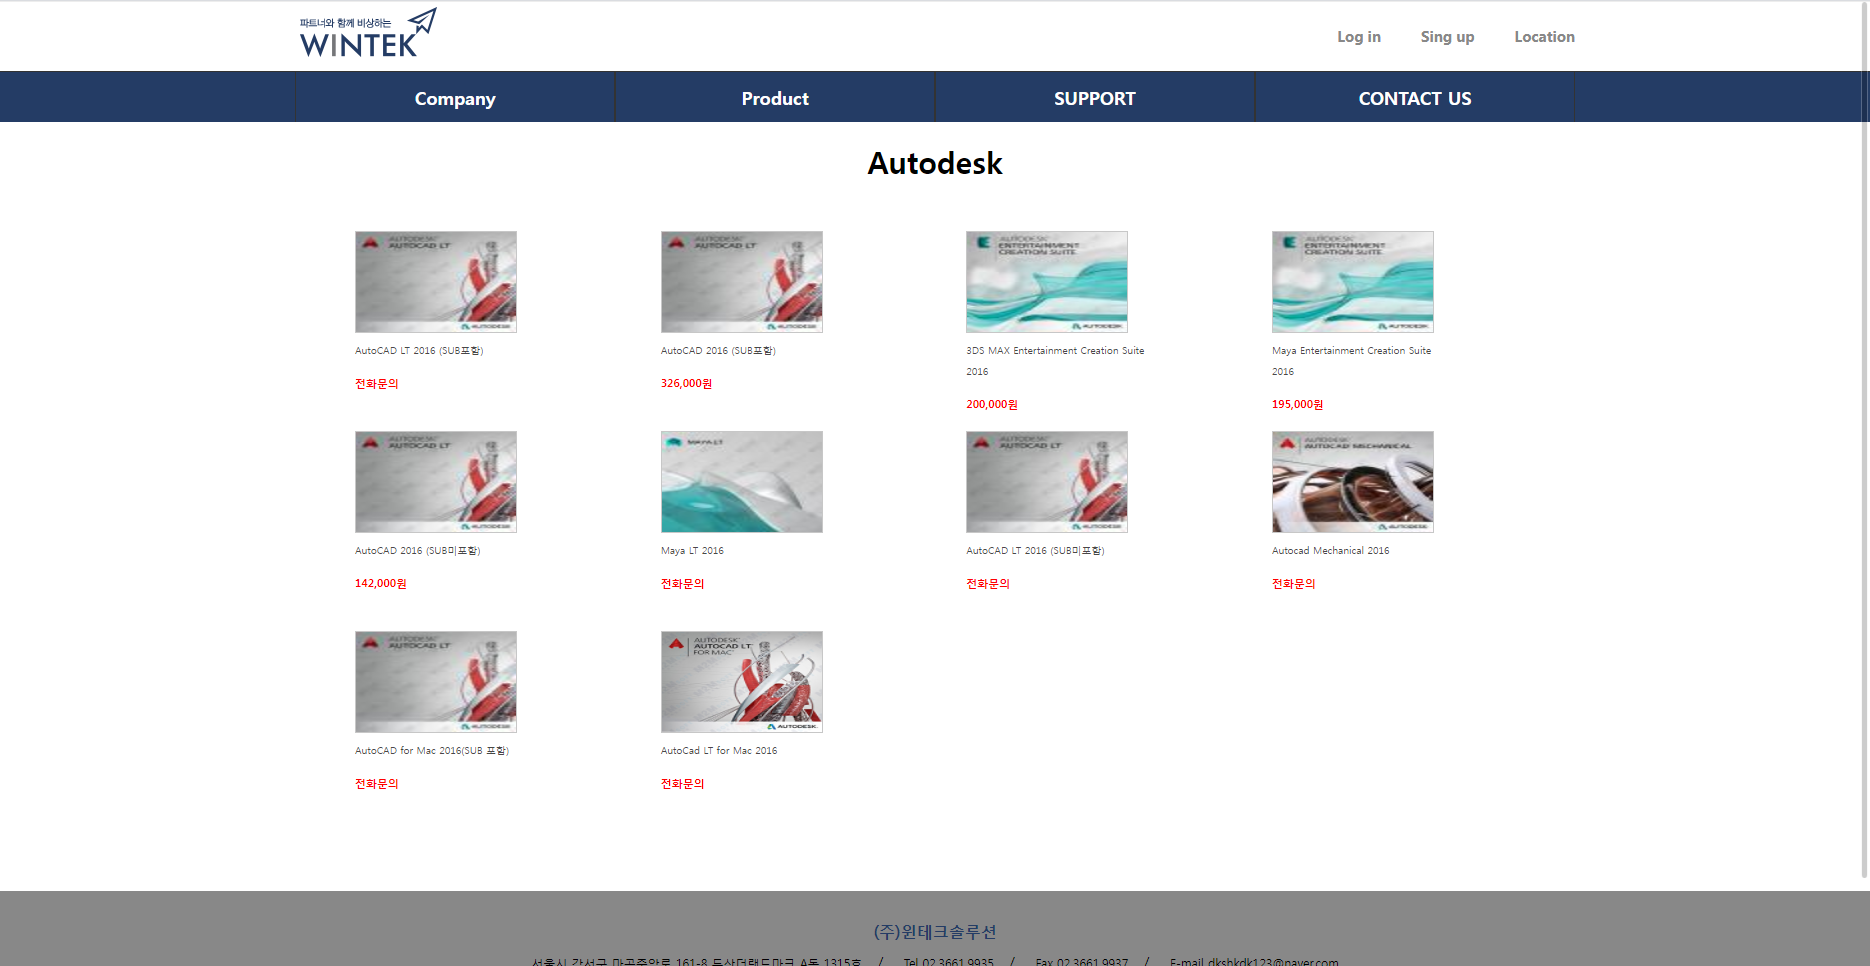 파트너와 함께 비상하는
WINTEK
Log in
Sing up
Location
Company
Product
SUPPORT
CONTACT US
Autodesk
AUTODESK
AUTOCAD LT
AUTODESK
AUTODESK
AUTOCAD LT
AUTODESK
AUTODESK
ENTERTAINMENT
CREATION SUITE
AUTODESK
AUTODESK
ENTERTAINMENT
CREATION SUITE
AUTODESK
AutoCAD LT 2016 (SUB포함)
전화문의
AutoCAD 2016 (SUB포함)
326,000원
3DS MAX Entertainment Creation Suite
2016
200,000원
Maya Entertainment Creation Suite
2016
195,000원
AUTODESK
AUTOCAD LT
AUTODESK
MAYA LT
AUTODESK
AUTOCAD LT
AUTODESK
AUTODESK
AUTOCAD MECHANICAL
AUTODESK
AutoCAD 2016 (SUB미포함)
142,000원
Maya LT 2016
전화문의
AutoCAD LT 2016 (SUB미포함)
전화문의
Autocad Mechanical 2016
전화문의
AUTODESK
AUTOCAD LT
AUTODESK
AUTODESK
AUTOCAD LT
FOR MAC
AUTODESK
AutoCAD for Mac 2016(SUB 포함)
전화문의
AutoCad LT for Mac 2016
전화문의
(주)윈테크솔루션
서울시 강서구 마곡중앙로 161-8 두산더랜드마크 A동 1315호 / Tel 02.3661.9935 / Fax 02.3661.9937 / E-mail dkshkdk123@naver.com